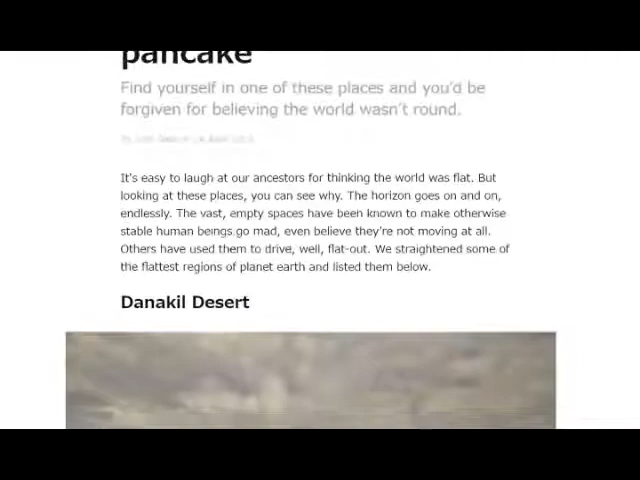 pancake
Find yourself in one of these places and you'd be
forgiven for believing the world wasn't round.
It's easy to laugh at our ancestors for thinking the world was flat. But
looking at these places, you can see why. The horizon goes on and on,
endlessly. The vast, empty spaces have been known to make otherwise
stable human beings go mad, even believe they're not moving at all.
Others have used them to drive, well, flat-out. We straightened some of
the flattest regions of planet earth and listed them below.
Danakil Desert